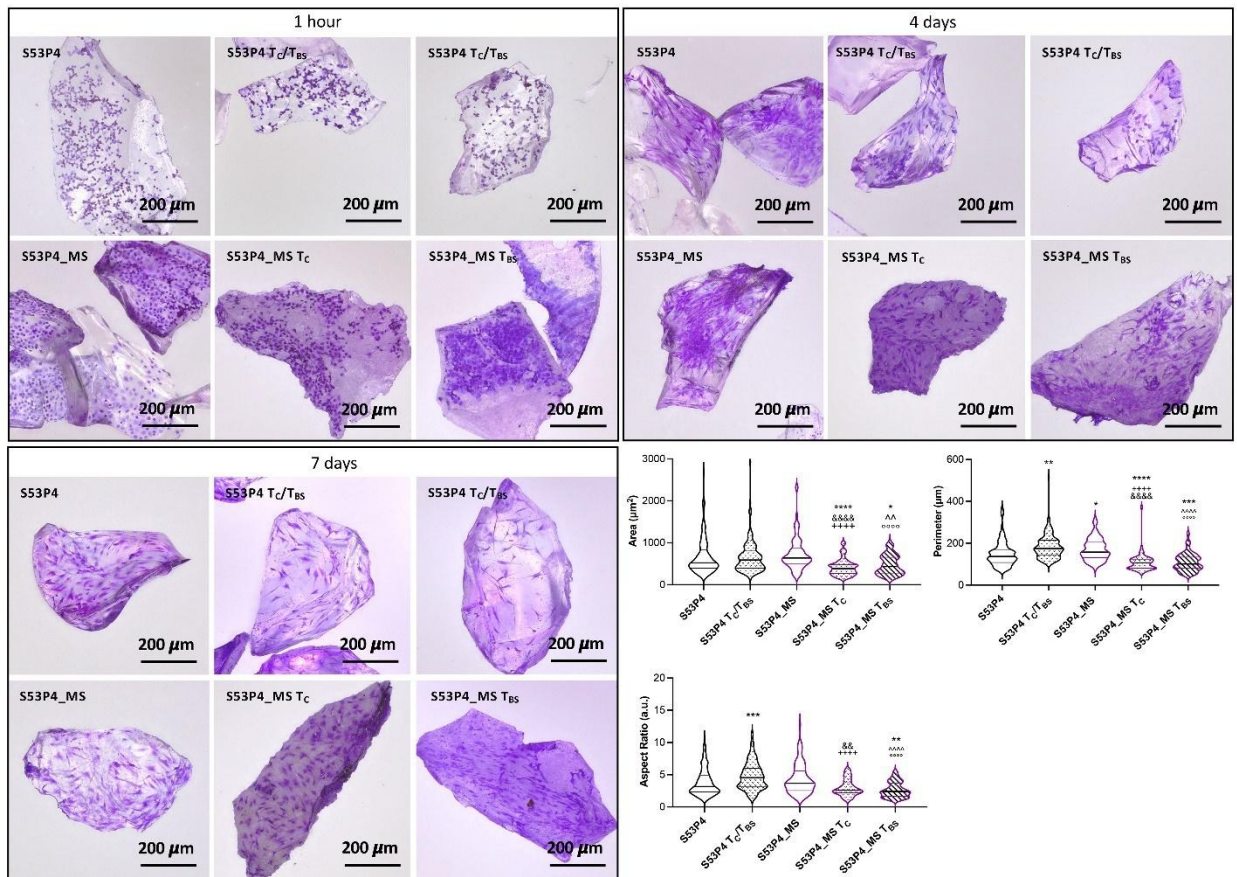 1 hour
S53P4
S53P4 TC/TBS
S53P4 TC/TBS
200 μm
200 μm
200 μm
S53P4_MS
S53P4_MS TC
S53P4_MS TBS
200 μm
200 μm
200 μm
4 days
S53P4
S53P4 TC/TBS
S53P4 TC/TBS
200 μm
200 μm
200 μm
S53P4_MS
S53P4_MS TC
S53P4_MS TBS
200 μm
200 μm
200 μm
7 days
S53P4
S53P4 TC/TBS
S53P4 TC/TBS
200 μm
200 μm
200 μm
S53P4_MS
S53P4_MS TC
S53P4_MS TBS
200 μm
200 μm
200 μm
Area (μm²)
3000
2000
1000
0
****
&&&&
++++
*
^^
°°°°
S53P4
S53P4 TC/TBS
S53P4_MS
S53P4_MS TC
S53P4_MS TBS
Perimeter (μm)
600
400
200
0
**
*
****
++++
&&&&
***
^^^^
°°°°
S53P4
S53P4 TC/TBS
S53P4_MS
S53P4_MS TC
S53P4_MS TBS
Aspect Ratio (a.u.)
20
15
10
5
0
***
&&
++++
**
^^^^
°°°°
S53P4
S53P4 TC/TBS
S53P4_MS
S53P4_MS TC
S53P4_MS TBS